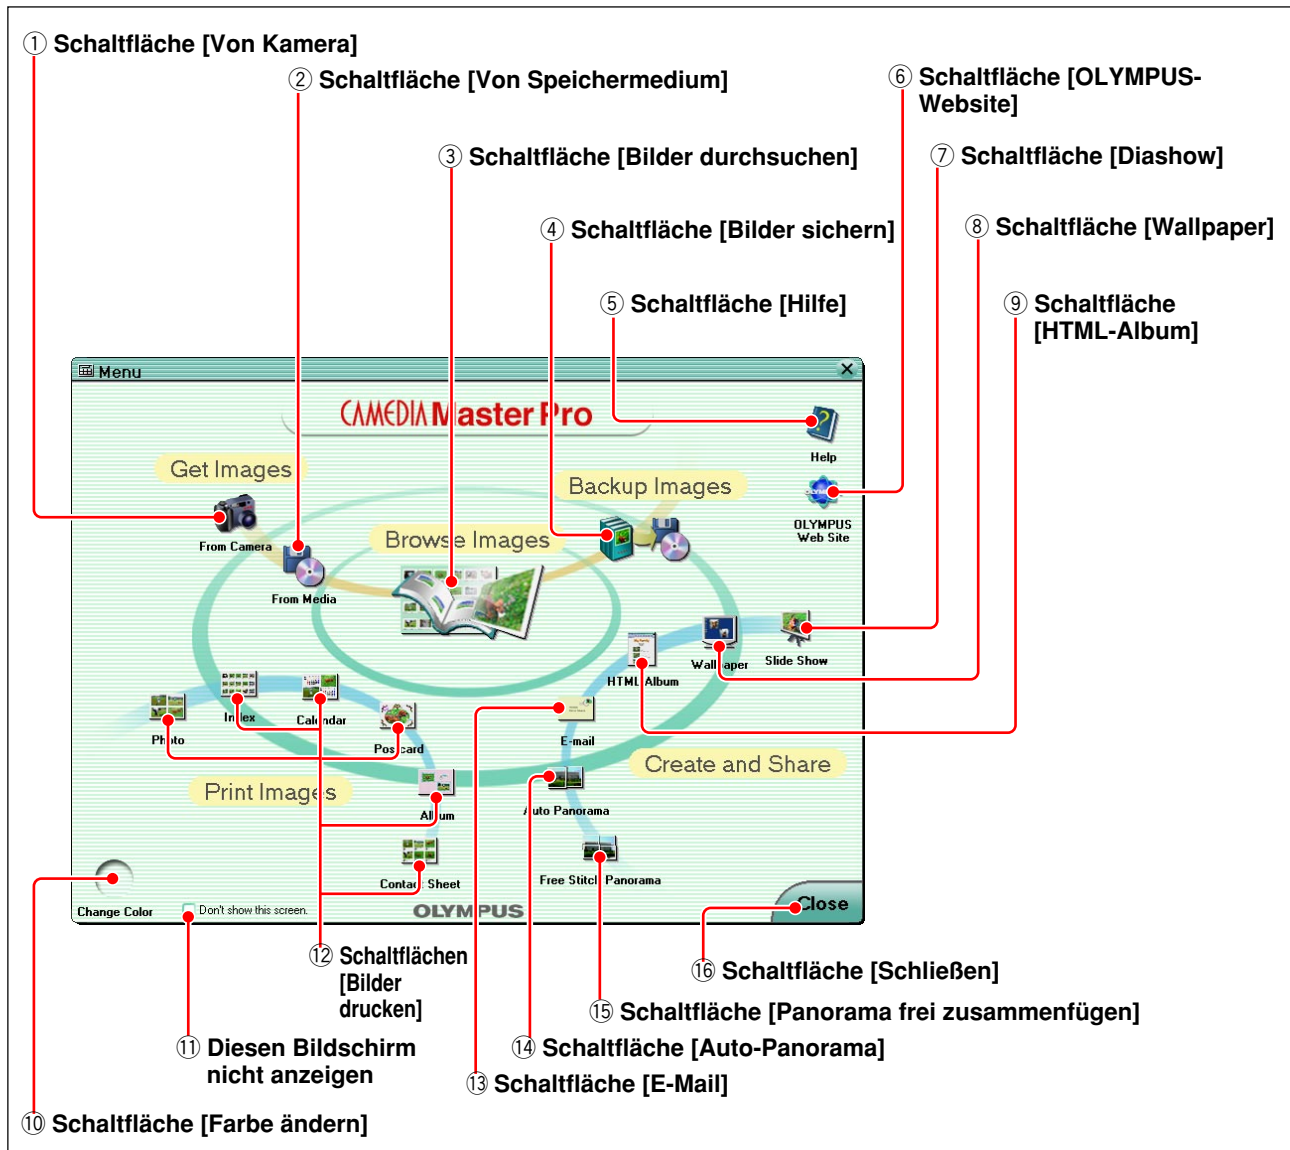 ① Schaltfläche [Von Kamera]
② Schaltfläche [Von Speichermedium]
③ Schaltfläche [Bilder durchsuchen]
④ Schaltfläche [Bilder sichern]
⑤ Schaltfläche [Hilfe]
⑥ Schaltfläche [OLYMPUS-
Website]
⑦ Schaltfläche [Diashow]
⑧ Schaltfläche [Wallpaper]
⑨ Schaltfläche
[HTML-Album]
Menu
CAMEDIA Master Pro
Help
Get Images
Backup Images
OLYMPUS
Web Site
From Camera
Browse Images
From Media
Wallpaper
Slide Show
HTML Album
Index
Calendar
Photo
Postcard
E-mail
Create and Share
Print Images
Album
Auto Panorama
Contact Sheet
Free Stitch Panorama
Change Color
Don't show this screen.
OLYMPUS
Close
⑫ Schaltflächen
[Bilder
drucken]
⑯ Schaltfläche [Schließen]
⑮ Schaltfläche [Panorama frei zusammenfügen]
⑪ Diesen Bildschirm
nicht anzeigen
⑭ Schaltfläche [Auto-Panorama]
⑬ Schaltfläche [E-Mail]
⑩ Schaltfläche [Farbe ändern]